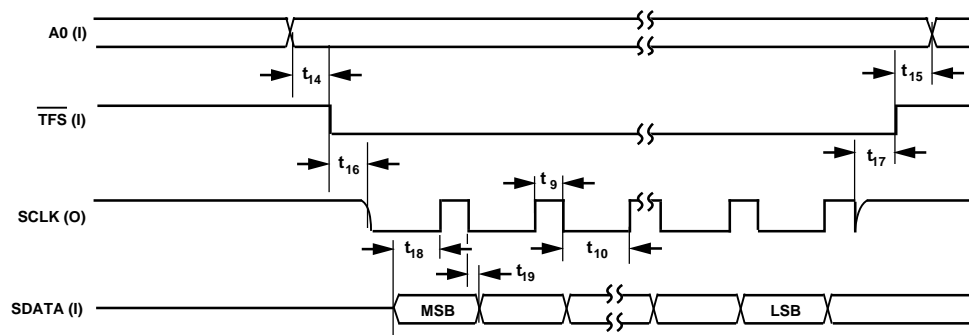 A0 (I)
t14
t15
TFS (I)
t16
t17
t9
SCLK (O)
t18
t10
t19
SDATA (I)
MSB
LSB